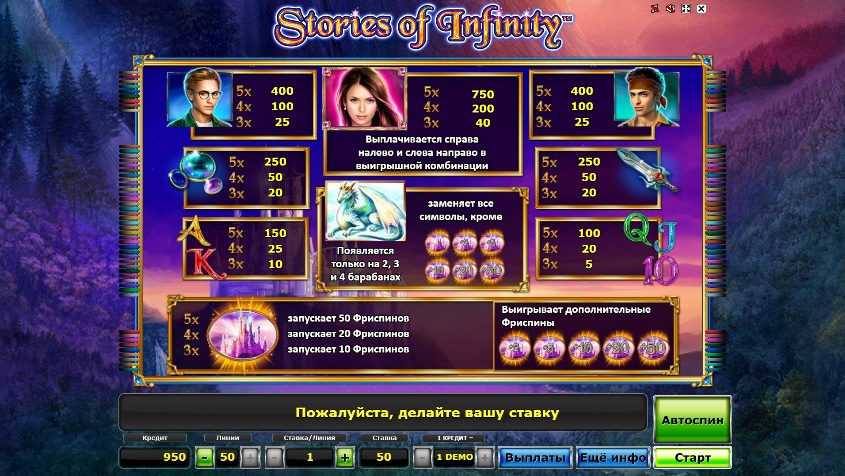 Stories of Infinity™
5x 400
4x 100
3x 25
5x 750
4x 200
3x 40
5x 400
4x 100
3x 25
Выплачивается справа
налево и слева направо в
выигрышной комбинации
5x 250
4x 50
3x 20
5x 250
4x 50
3x 20
заменяет все
символы, кроме
A
K
5x 150
4x 25
3x 10
Появляется
только на 2, 3
и 4 барабанах
5x 100
4x 20
3x 5
Q
J
10
5x
4x
3x
запускает 50 Фриспинов
запускает 20 Фриспинов
запускает 10 Фриспинов
Выигрывает дополнительные
Фриспины
+10 +20 +50
Пожалуйста, делайте вашу ставку
Автоспин
Кредит Линии Ставка/Линия Ставка 1 КРЕДИТ =
950 - 50 + - 1 + 50 - 1 DEMO + Выплаты Ещё инфо Старт